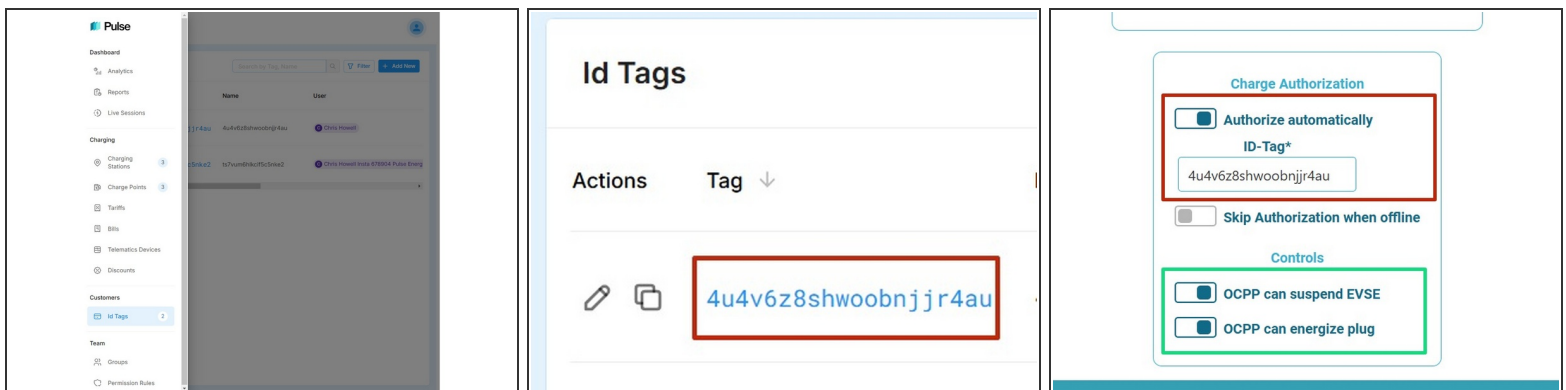 Pulse
Dashboard
Analytics
Reports
Live Sessions
Charging
Charging
Stations
3
Charge Points
3
Tariffs
Bills
Telematics Devices
Discounts
Customers
Id Tags
2
Team
Groups
Permission Rules
Search by Tag, Name
Filter
+ Add New
Name
User
jjr4au
4u4v6z8shwoobnjjr4au
Chris Howell
Id Tags
Actions
Tag ↓
4u4v6z8shwoobnjjr4au
Charge Authorization
Authorize automatically
ID-Tag*
4u4v6z8shwoobnjjr4au
Skip Authorization when offline
Controls
OCPP can suspend EVSE
OCPP can energize plug